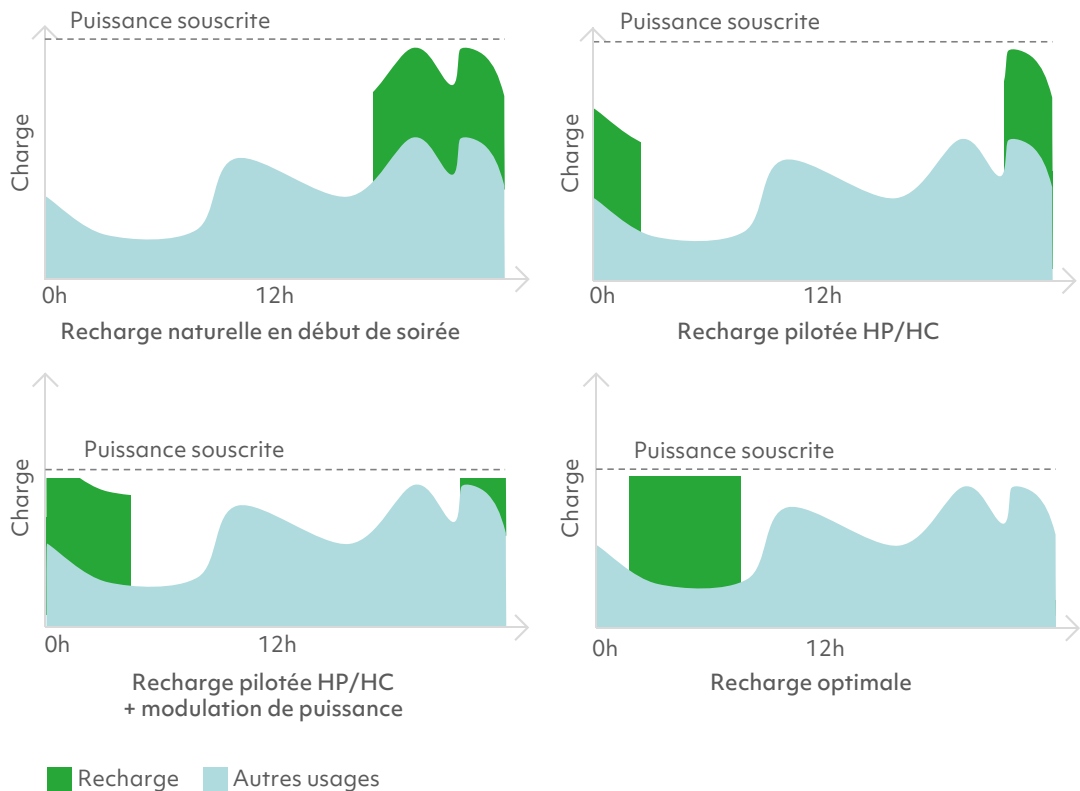 Puissance souscrite
Charge
0h
12h
Recharge naturelle en début de soirée
Puissance souscrite
Charge
0h
12h
Recharge pilotée HP/HC
Puissance souscrite
Charge
0h
12h
Recharge pilotée HP/HC
+ modulation de puissance
Puissance souscrite
Charge
0h
12h
Recharge optimale
Recharge
Autres usages